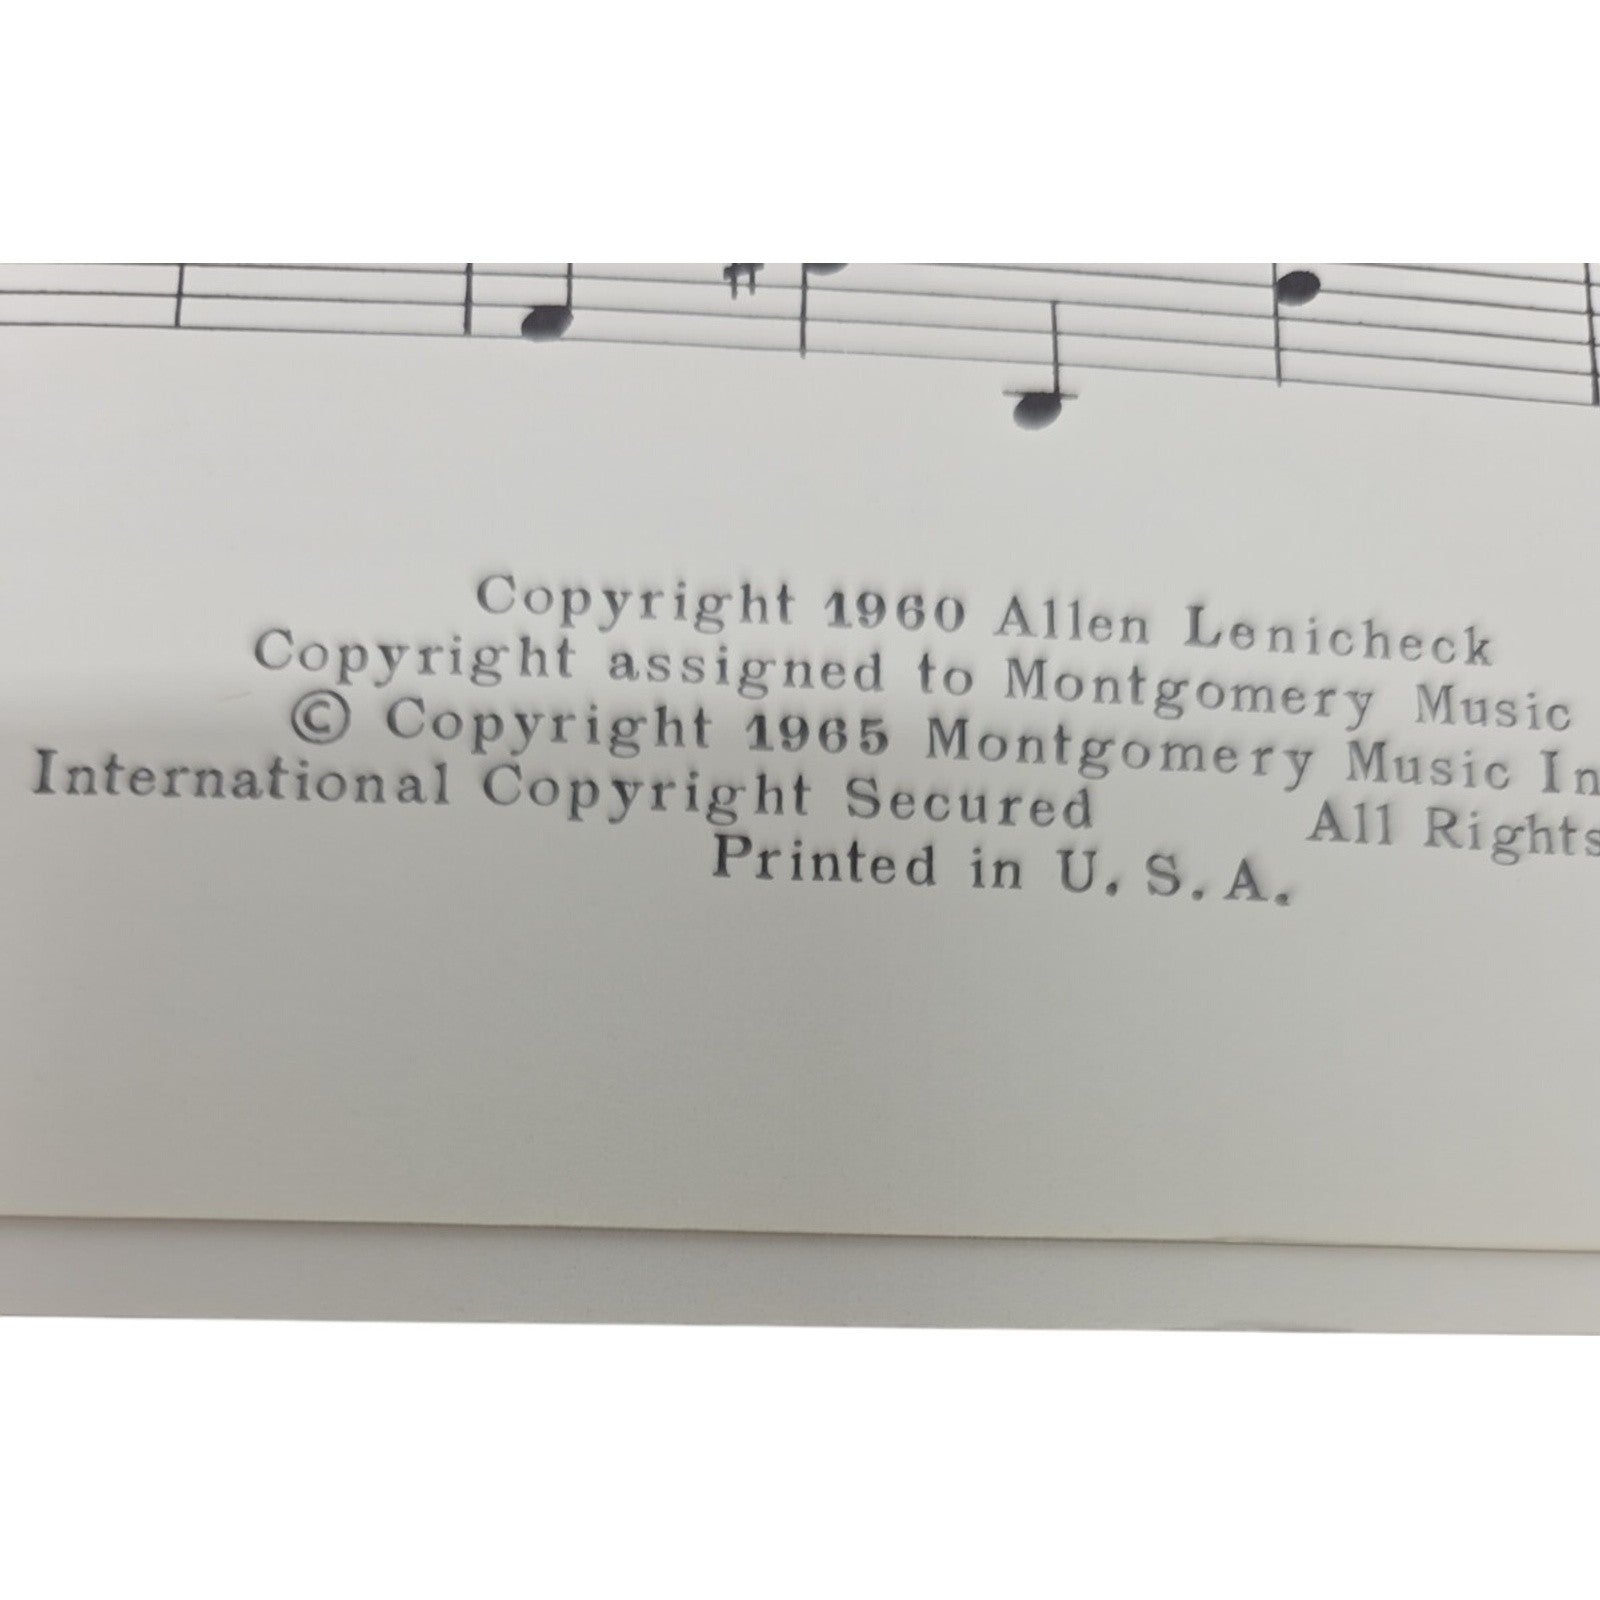 Copyright 1960 Allen Lenicheck
Copyright assigned to Montgomery Music
© Copyright 1965 Montgomery Music In
International Copyright Secured All Rights
Printed in U. S. A.